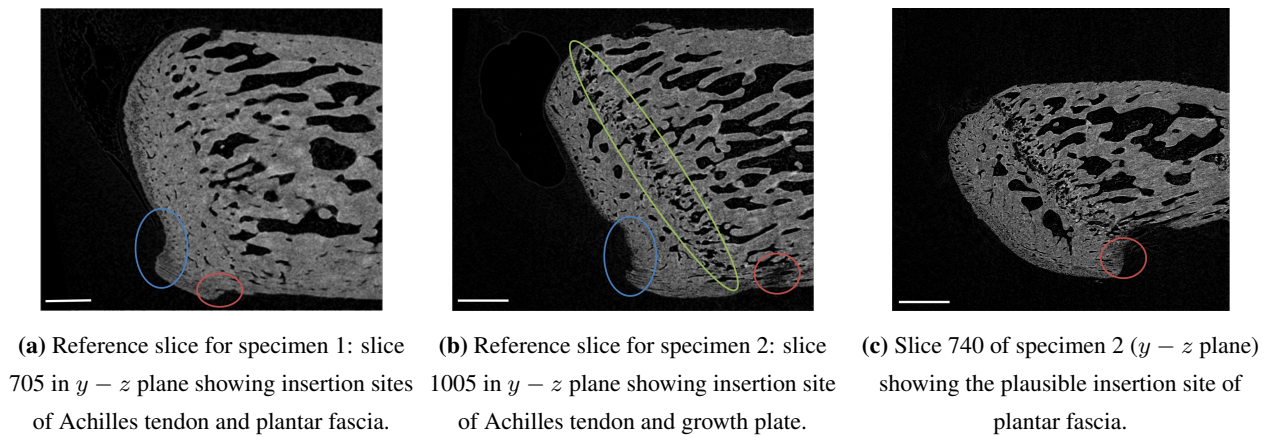 (a) Reference slice for specimen 1: slice
705 in y − z plane showing insertion sites
of Achilles tendon and plantar fascia.
(b) Reference slice for specimen 2: slice
1005 in y − z plane showing insertion site
of Achilles tendon and growth plate.
(c) Slice 740 of specimen 2 (y − z plane)
showing the plausible insertion site of
plantar fascia.